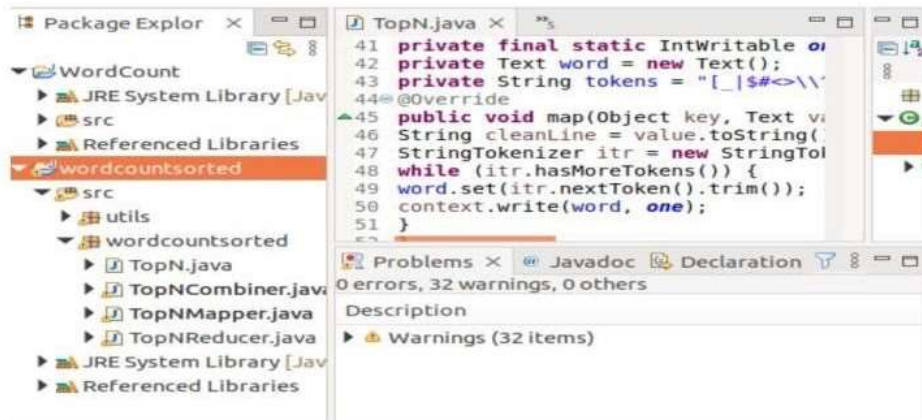 Package Explor
WordCount
JRE System Library [Jav
src
Referenced Libraries
wordcountsorted
src
utils
wordcountsorted
TopN.java
TopNCombiner.java
TopNMapper.java
TopNReducer.java
JRE System Library [Jav
Referenced Libraries
TopN.java
41 private final static IntWritable o
42 private Text word = new Text();
43 private String tokens = "[_|$#<>\\
44 @Override
45 public void map(Object key, Text va
46 String cleanLine = value.toString(
47 StringTokenizer itr = new StringTo
48 while (itr.hasMoreTokens()) {
49 word.set(itr.nextToken().trim());
50 context.write(word, one);
51 }
Problems Javadoc Declaration
0 errors, 32 warnings, 0 others
Description
Warnings (32 items)